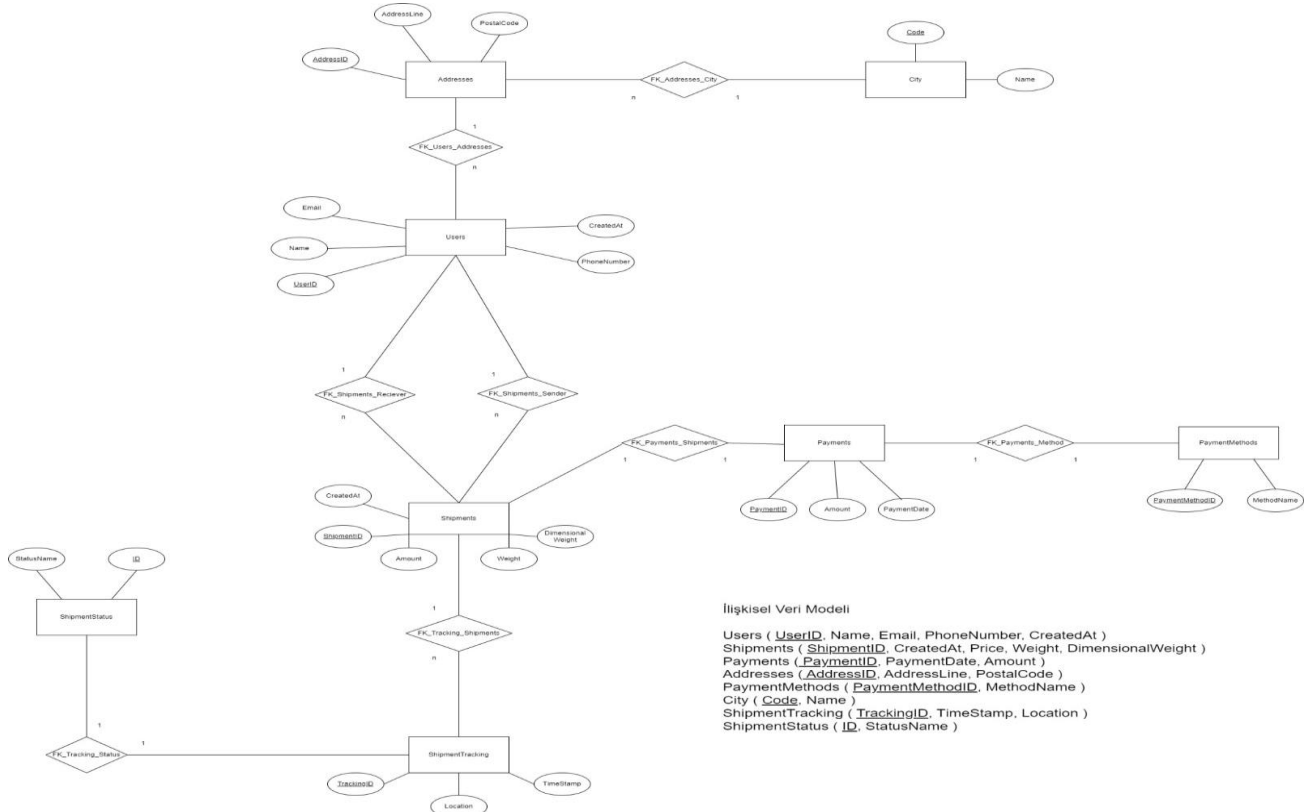 AddressLine
PostalCode
AddressID
Addresses
FK_Addresses_City
n
1
Code
City
Name
1
FK_Users_Addresses
n
Email
Name
UserID
Users
CreatedAt
PhoneNumber
1
1
FK_Shipments_Reciever
FK_Shipments_Sender
n
n
FK_Payments_Shipments
1
1
Payments
FK_Payments_Method
1
1
PaymentMethods
PaymentID
Amount
PaymentDate
PaymentMethodID
MethodName
CreatedAt
ShipmentID
Shipments
Dimensional
Weight
Amount
Weight
StatusName
ID
ShipmentStatus
1
FK_Tracking_Shipments
n
1
FK_Tracking_Status
1
ShipmentTracking
TrackingID
Location
TimeStamp
İlişkisel Veri Modeli
Users ( UserID, Name, Email, PhoneNumber, CreatedAt )
Shipments ( ShipmentID, CreatedAt, Price, Weight, DimensionalWeight )
Payments ( PaymentID, PaymentDate, Amount )
Addresses ( AddressID, AddressLine, PostalCode )
PaymentMethods ( PaymentMethodID, MethodName )
City ( Code, Name )
ShipmentTracking ( TrackingID, TimeStamp, Location )
ShipmentStatus ( ID, StatusName )